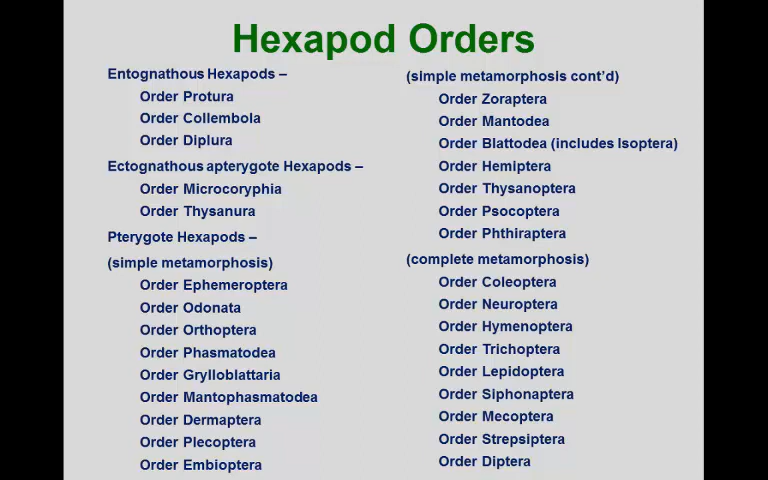 Hexapod Orders
Entognathous Hexapods –
Order Protura
Order Collembola
Order Diplura
Ectognathous apterygote Hexapods –
Order Microcoryphia
Order Thysanura
Pterygote Hexapods –
(simple metamorphosis)
Order Ephemeroptera
Order Odonata
Order Orthoptera
Order Phasmatodea
Order Grylloblattaria
Order Mantophasmatodea
Order Dermaptera
Order Plecoptera
Order Embioptera
(simple metamorphosis cont’d)
Order Zoraptera
Order Mantodea
Order Blattodea (includes Isoptera)
Order Hemiptera
Order Thysanoptera
Order Psocoptera
Order Phthiraptera
(complete metamorphosis)
Order Coleoptera
Order Neuroptera
Order Hymenoptera
Order Trichoptera
Order Lepidoptera
Order Siphonaptera
Order Mecoptera
Order Strepsiptera
Order Diptera